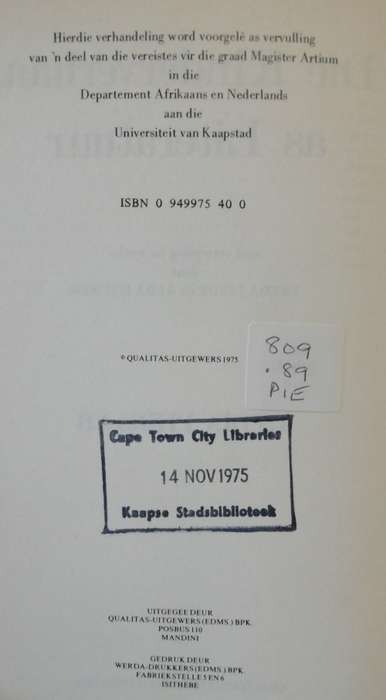 Hierdie verhandeling word voorgelê as vervulling
van 'n deel van die vereistes vir die graad Magister Artium
in die
Departement Afrikaans en Nederlands
aan die
Universiteit van Kaapstad
ISBN 0 949975 40 0
© QUALITAS-UITGEWERS 1975
809
.89
PIE
Cape Town City Libraries
14 NOV 1975
Kaapse Stadsbiblioteek
UITGEGEE DEUR
QUALITAS-UITGEWERS (EDMS.) BPK.
POSBUS 110
MANDINI
GEDRUK DEUR
WERDA-DRUKKERS (EDMS.) BPK.
FABRIEKSTELLE 5 EN 6
ISITHEBE